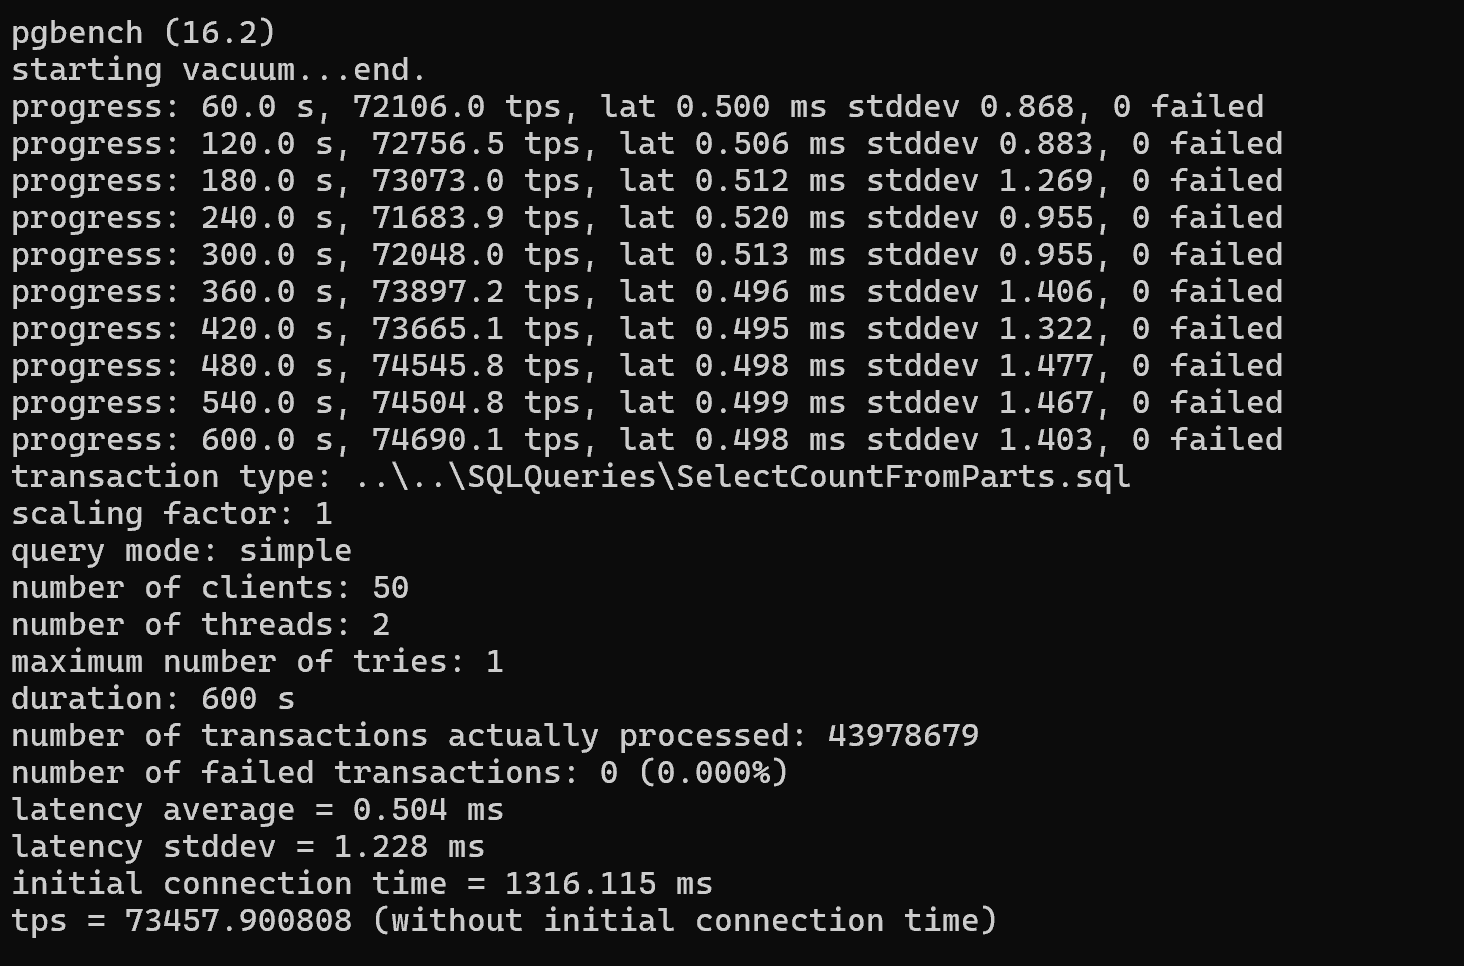 pgbench (16.2)
starting vacuum...end.
progress: 60.0 s, 72106.0 tps, lat 0.500 ms stddev 0.868, 0 failed
progress: 120.0 s, 72756.5 tps, lat 0.506 ms stddev 0.883, 0 failed
progress: 180.0 s, 73073.0 tps, lat 0.512 ms stddev 1.269, 0 failed
progress: 240.0 s, 71683.9 tps, lat 0.520 ms stddev 0.955, 0 failed
progress: 300.0 s, 72048.0 tps, lat 0.513 ms stddev 0.955, 0 failed
progress: 360.0 s, 73897.2 tps, lat 0.496 ms stddev 1.406, 0 failed
progress: 420.0 s, 73665.1 tps, lat 0.495 ms stddev 1.322, 0 failed
progress: 480.0 s, 74545.8 tps, lat 0.498 ms stddev 1.477, 0 failed
progress: 540.0 s, 74504.8 tps, lat 0.499 ms stddev 1.467, 0 failed
progress: 600.0 s, 74690.1 tps, lat 0.498 ms stddev 1.403, 0 failed
transaction type: ..\..\SQLQueries\SelectCountFromParts.sql
scaling factor: 1
query mode: simple
number of clients: 50
number of threads: 2
maximum number of tries: 1
duration: 600 s
number of transactions actually processed: 43978679
number of failed transactions: 0 (0.000%)
latency average = 0.504 ms
latency stddev = 1.228 ms
initial connection time = 1316.115 ms
tps = 73457.900808 (without initial connection time)